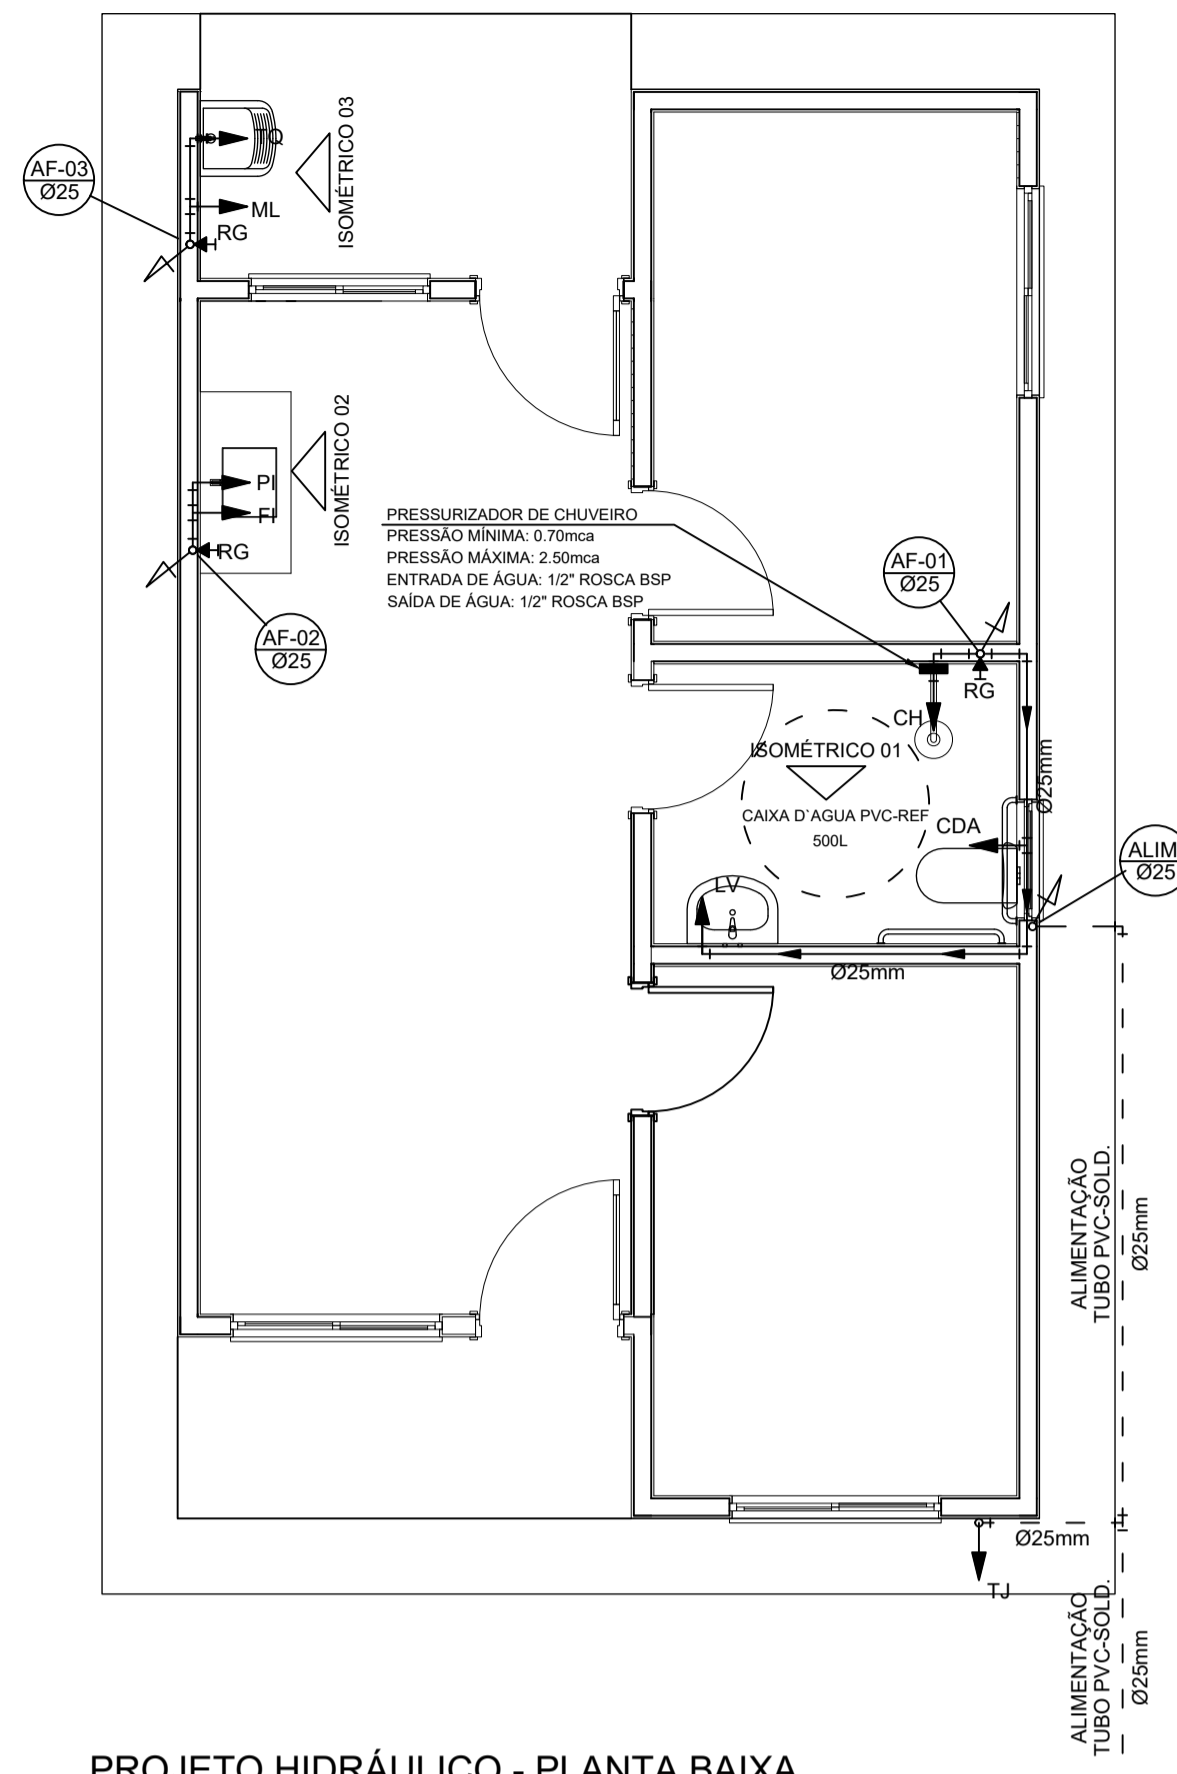 AF-03
Ø25
TQ
ML
RG
ISOMÉTRICO 03
PI
FI
RG
ISOMÉTRICO 02
AF-02
Ø25
PRESSURIZADOR DE CHUVEIRO
PRESSÃO MÍNIMA: 0.70mca
PRESSÃO MÁXIMA: 2.50mca
ENTRADA DE ÁGUA: 1/2" ROSCA BSP
SAÍDA DE ÁGUA: 1/2" ROSCA BSP
AF-01
Ø25
RG
CH
ISOMÉTRICO 01
CAIXA D`AGUA PVC-REF
500L
CDA
Ø25mm
ALIM
Ø25
LV
Ø25mm
ALIMENTAÇÃO
TUBO PVC-SOLD.
Ø25mm
Ø25mm
TJ
ALIMENTAÇÃO
TUBO PVC-SOLD.
Ø25mm
PROJETO HIDRÁULICO - PLANTA BAIXA